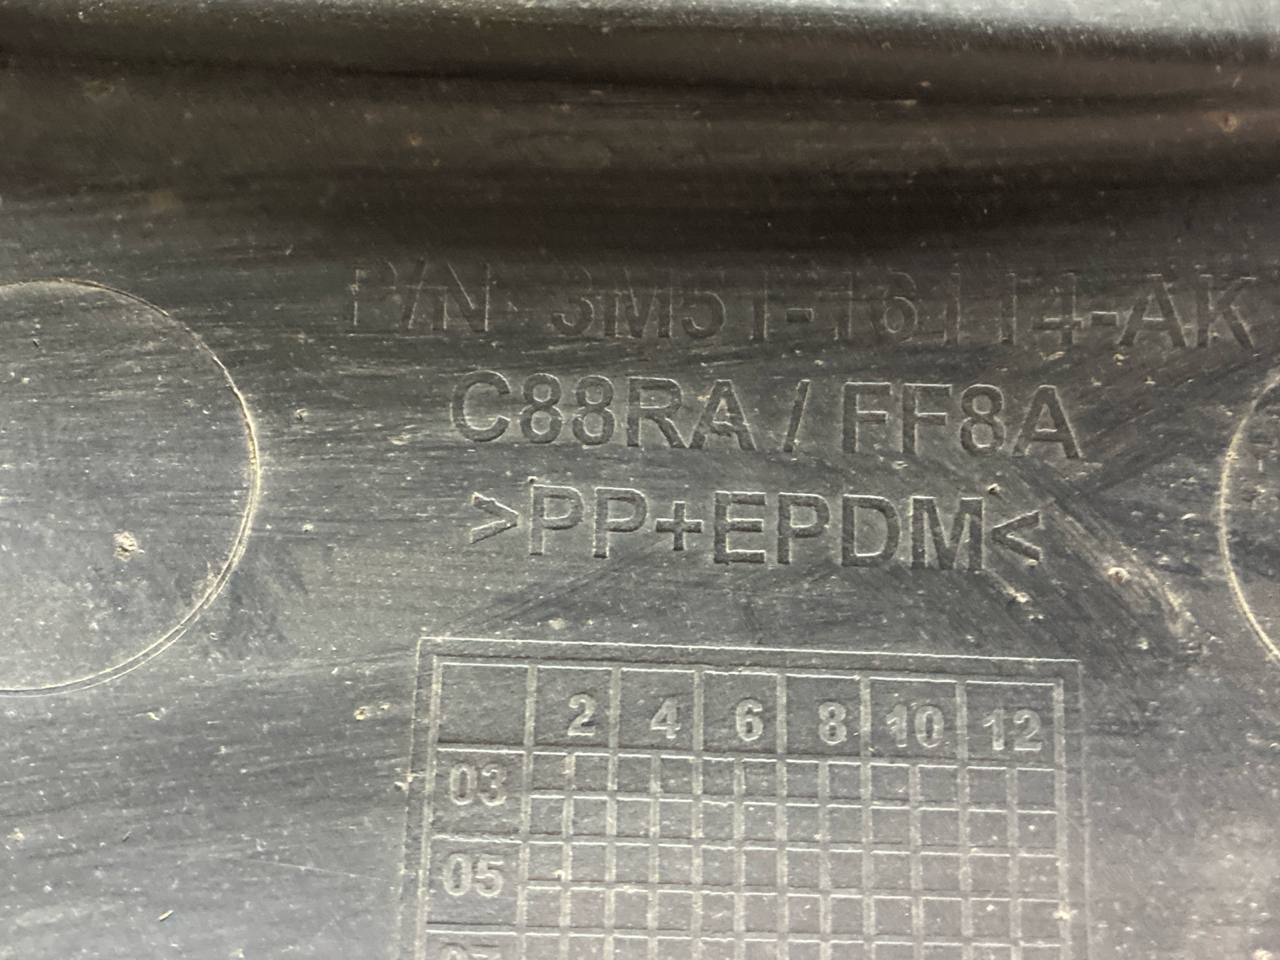 P/N 3M51-16114-AK
C88RA / FF8A
>PP+EPDM<
2 4 6 8 10 12
03
05